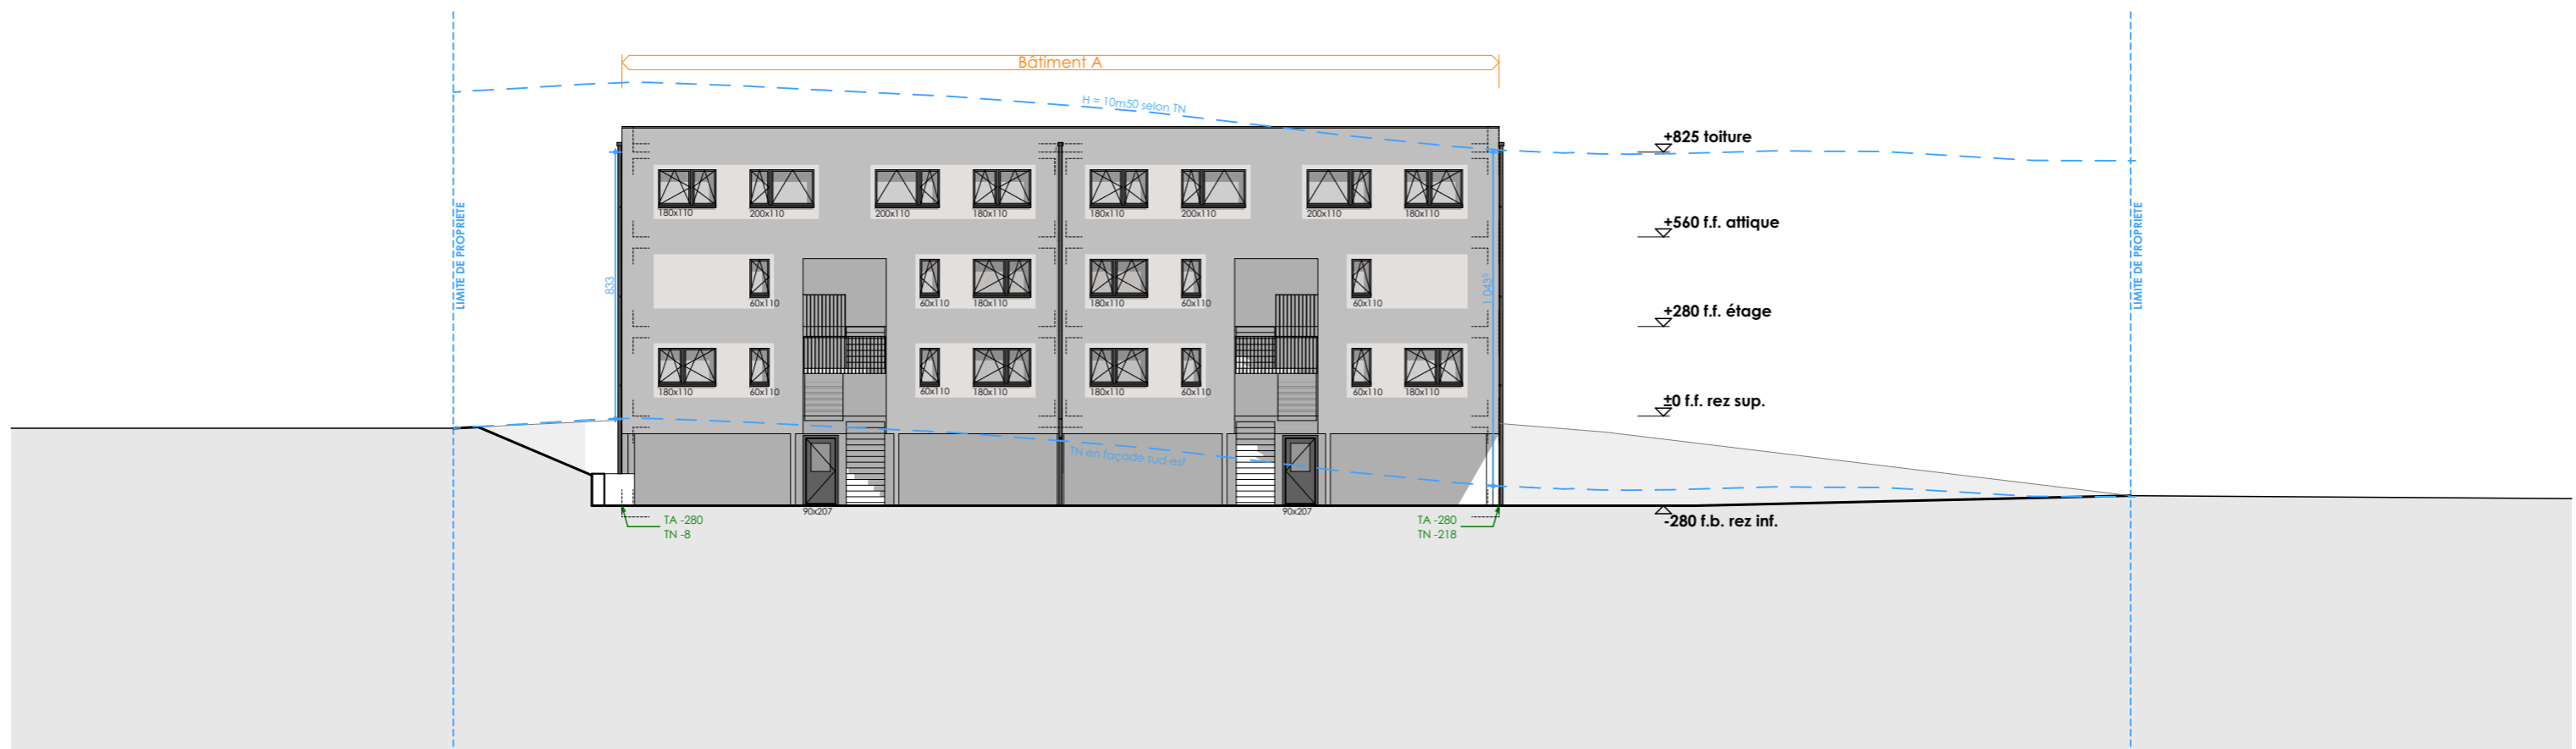 Bâtiment A
H = 10m50 selon TN
+825 toiture
180x110
200x110
200x110
180x110
180x110
200x110
200x110
180x110
+560 f.f. attique
LIMITE DE PROPRIETE
LIMITE DE PROPRIETE
833
1 043⁵
60x110
60x110
180x110
180x110
60x110
60x110
+280 f.f. étage
180x110
60x110
60x110
180x110
180x110
60x110
60x110
180x110
±0 f.f. rez sup.
TN en façade sud-est
90x207
90x207
TA -280
TN -8
TA -280
TN -218
-280 f.b. rez inf.